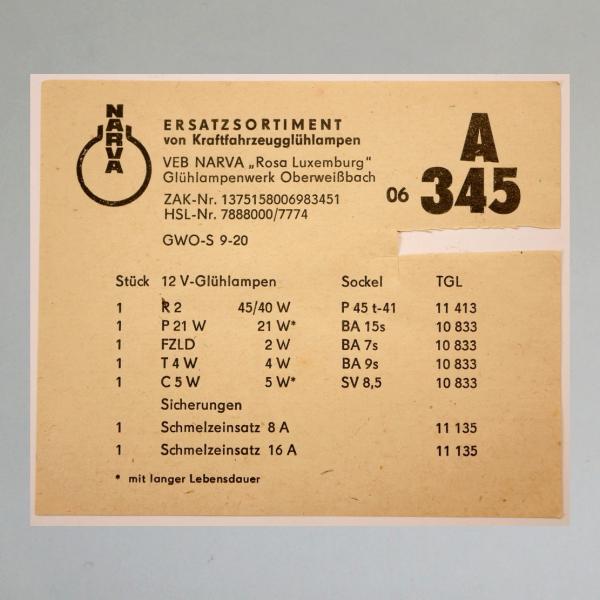 NARVA
ERSATZSORTIMENT
von Kraftfahrzeugglühlampen
VEB NARVA „Rosa Luxemburg"
Glühlampenwerk Oberweißbach
ZAK-Nr. 1375158006983451
HSL-Nr. 7888000/7774
GWO-S 9-20
A
06 345
Stück 12 V-Glühlampen Sockel TGL
1 R 2 45/40 W P 45 t-41 11 413
1 P 21 W 21 W* BA 15s 10 833
1 FZLD 2 W BA 7s 10 833
1 T 4 W 4 W BA 9s 10 833
1 C 5 W 5 W* SV 8,5 10 833
Sicherungen
1 Schmelzeinsatz 8 A 11 135
1 Schmelzeinsatz 16 A 11 135
* mit langer Lebensdauer